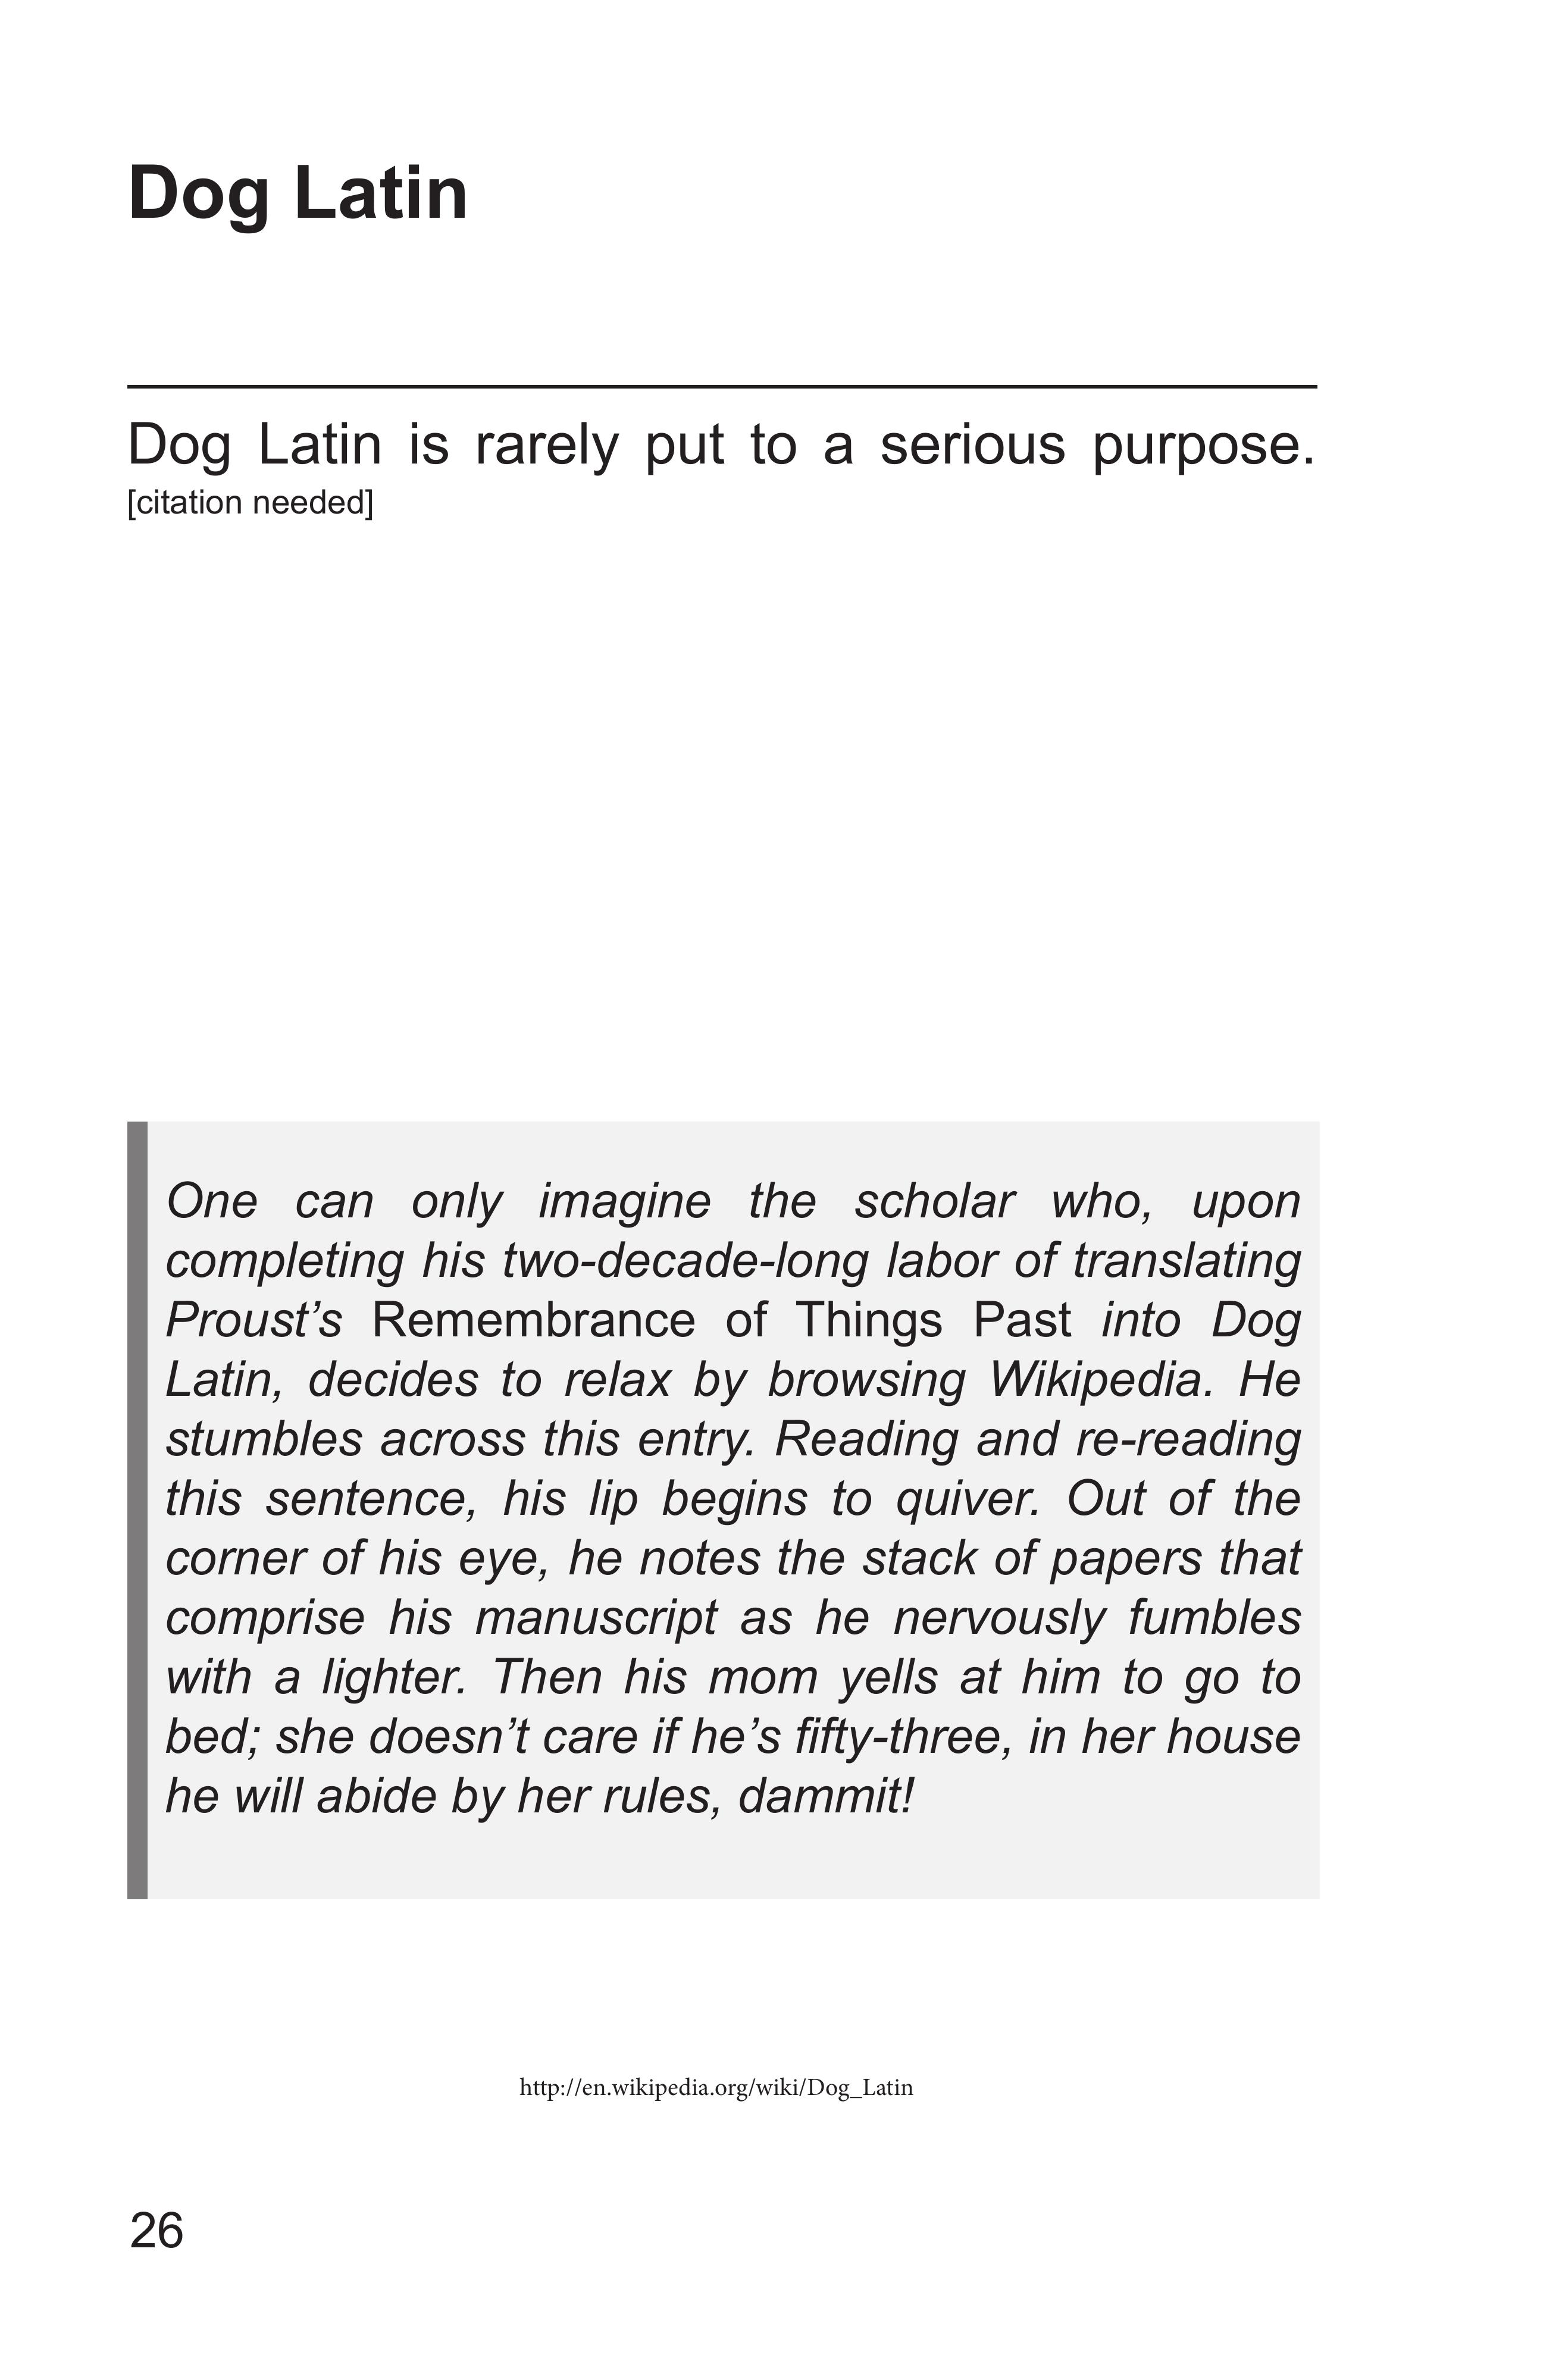 Dog Latin
Dog Latin is rarely put to a serious purpose.
[citation needed]
One can only imagine the scholar who, upon
completing his two-decade-long labor of translating
Proust’s Remembrance of Things Past into Dog
Latin, decides to relax by browsing Wikipedia. He
stumbles across this entry. Reading and re-reading
this sentence, his lip begins to quiver. Out of the
corner of his eye, he notes the stack of papers that
comprise his manuscript as he nervously fumbles
with a lighter. Then his mom yells at him to go to
bed; she doesn’t care if he’s fifty-three, in her house
he will abide by her rules, dammit!
http://en.wikipedia.org/wiki/Dog_Latin
26